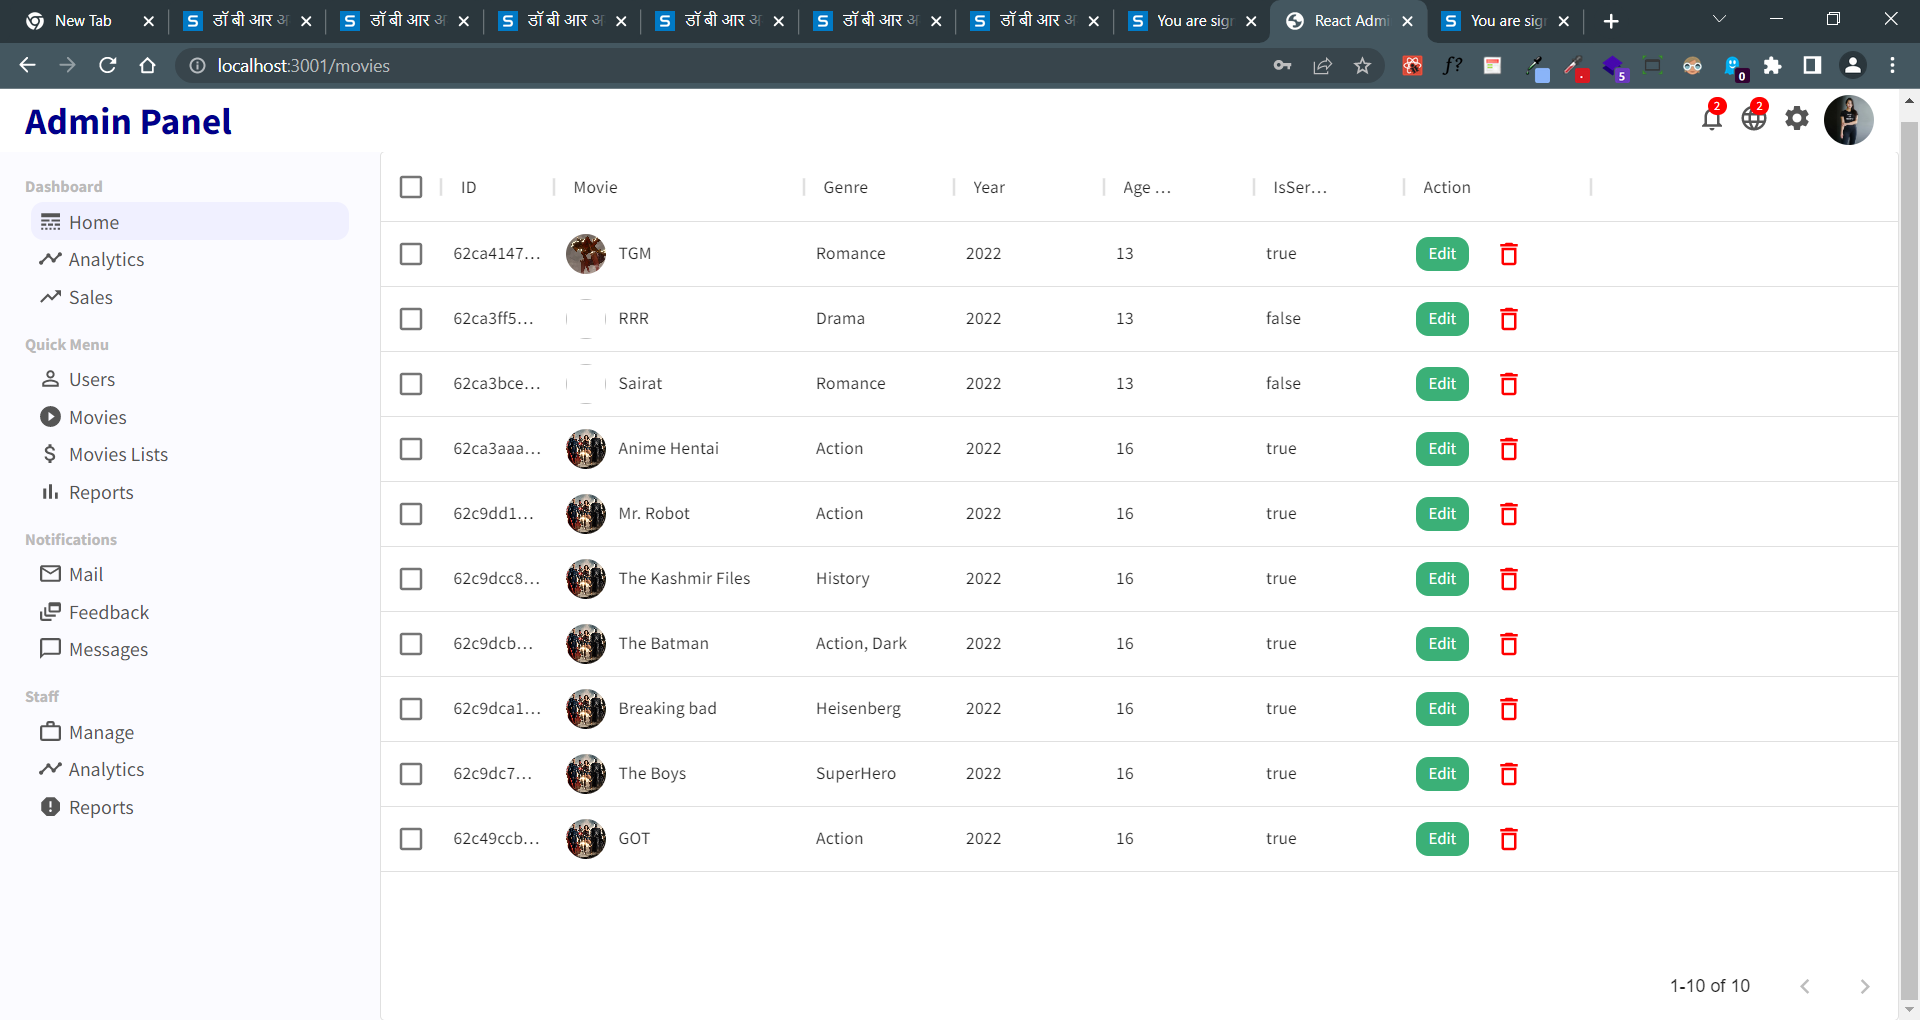 New Tab
डॉ बी आर अ
डॉ बी आर अ
डॉ बी आर अ
डॉ बी आर अ
डॉ बी आर अ
डॉ बी आर अ
You are sig
React Admi
You are sig
localhost:3001/movies
f?
5
0
Admin Panel
2
2
Dashboard
Home
Analytics
Sales
Quick Menu
Users
Movies
Movies Lists
Reports
Notifications
Mail
Feedback
Messages
Staff
Manage
Analytics
Reports
ID Movie Genre Year Age ... IsSer... Action
62ca4147... TGM Romance 2022 13 true Edit
62ca3ff5... RRR Drama 2022 13 false Edit
62ca3bce... Sairat Romance 2022 13 false Edit
62ca3aaa... Anime Hentai Action 2022 16 true Edit
62c9dd1... Mr. Robot Action 2022 16 true Edit
62c9dcc8... The Kashmir Files History 2022 16 true Edit
62c9dcb... The Batman Action, Dark 2022 16 true Edit
62c9dca1... Breaking bad Heisenberg 2022 16 true Edit
62c9dc7... The Boys SuperHero 2022 16 true Edit
62c49ccb... GOT Action 2022 16 true Edit
1-10 of 10